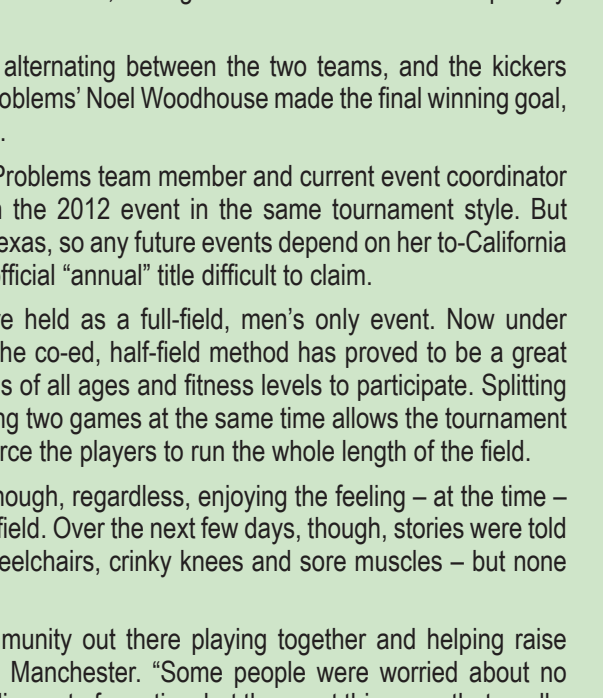 alternating between the two teams, and the kickers
oblems’ Noel Woodhouse made the final winning goal,
.
Problems team member and current event coordinator
the 2012 event in the same tournament style. But
exas, so any future events depend on her to-California
fficial “annual” title difficult to claim.
e held as a full-field, men’s only event. Now under
he co-ed, half-field method has proved to be a great
s of all ages and fitness levels to participate. Splitting
ng two games at the same time allows the tournament
rce the players to run the whole length of the field.
hough, regardless, enjoying the feeling – at the time –
field. Over the next few days, though, stories were told
eelchairs, crinky knees and sore muscles – but none
munity out there playing together and helping raise
Manchester. “Some people were worried about no